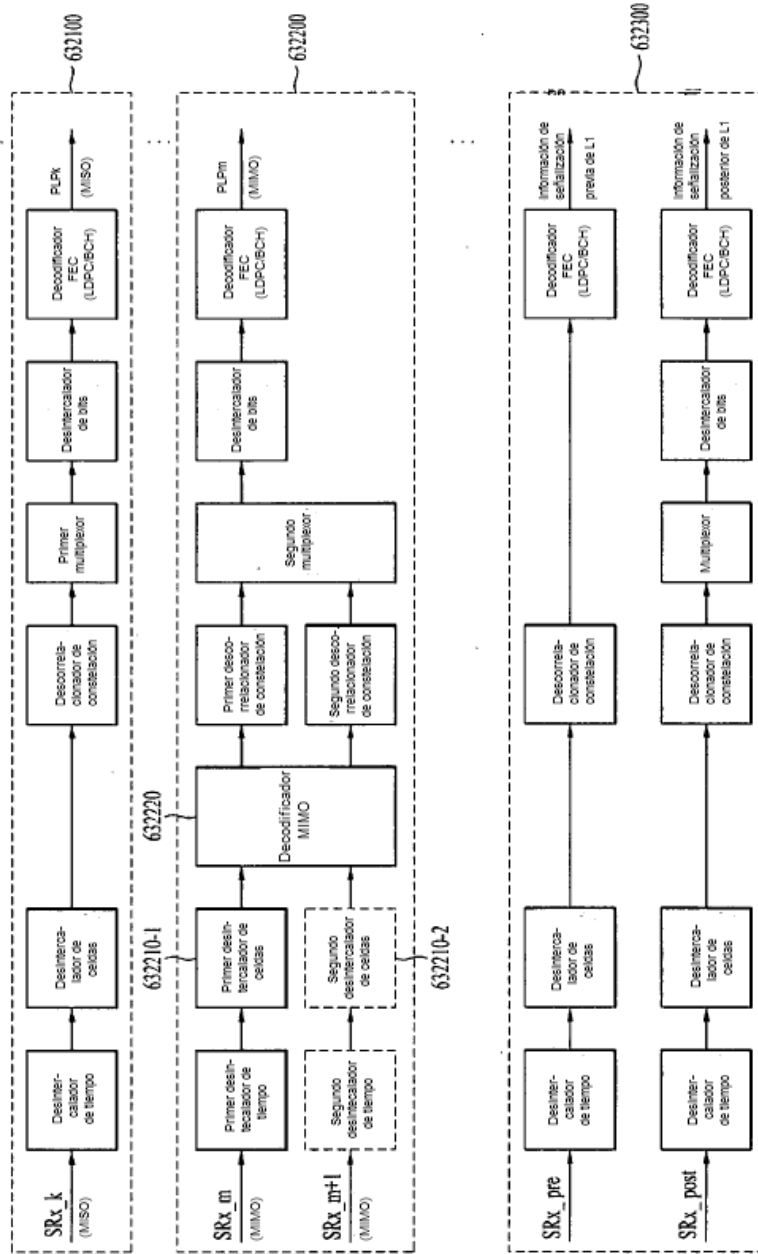 632100
SRx_k
(MISO)
Desinter-
calador
de tiempo
Desinterca-
lador de
celdas
Descorrela-
cionador de
constelación
Primer
multiplexor
Desintercalador
de bits
Decodificador
FEC
(LDPC/BCH)
PLPk
(MISO)
632200
SRx_m
(MIMO)
Primer desin-
tecalador de
tiempo
632210-1
Primer desin-
tercalador de
celdas
632220
Decodificador
MIMO
Primer desco-
rrelacionador
de constelación
Segundo
multiplexor
Desintercalador
de bits
Decodificador
FEC
(LDPC/BCH)
PLPm
(MIMO)
SRx_m+1
(MIMO)
Segundo
desintecalador
de tiempo
Segundo
desintercalador
de celdas
632210-2
Segundo desco-
rrelacionador
de constelación
632300
SRx_pre
Desinter-
calador
de tiempo
Desinterca-
lador de
celdas
Descorrela-
cionador de
constelación
Decodificador
FEC
(LDPC/BCH)
Información de
señalización
previa de L1
SRx_post
Desinter-
calador
de tiempo
Desinterca-
lador de
celdas
Descorrela-
cionador de
constelación
Multiplexor
Desintercalador
de bits
Decodificador
FEC
(LDPC/BCH)
Información de
señalización
posterior de L1